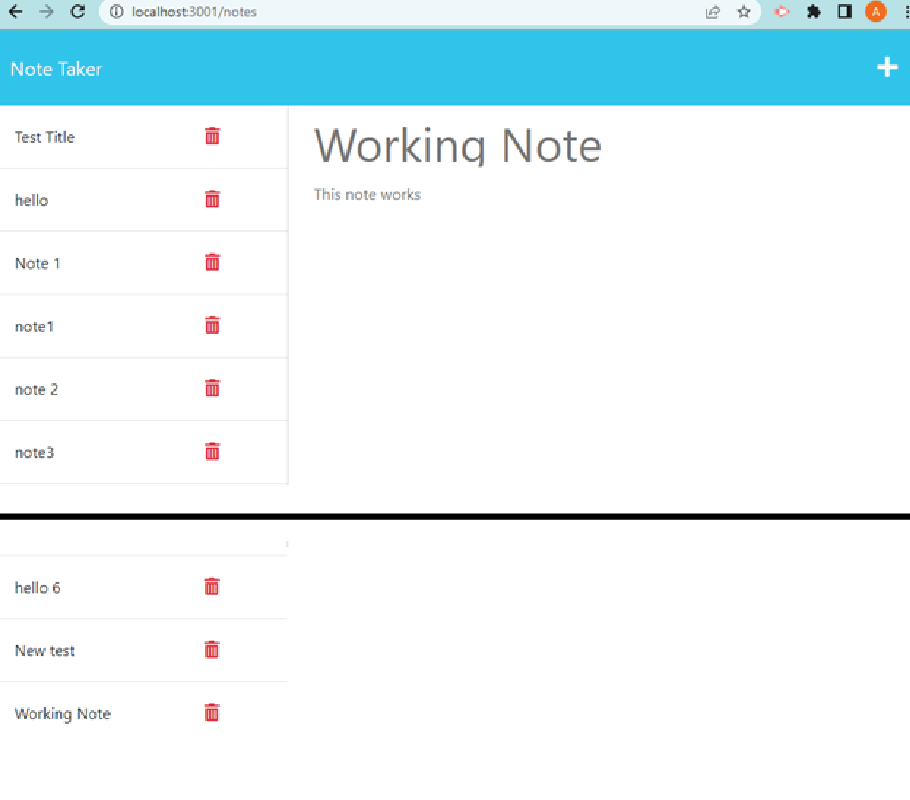 localhost:3001/notes
A
Note Taker
Test Title
hello
Note 1
note1
note 2
note3
Working Note
This note works
hello 6
New test
Working Note